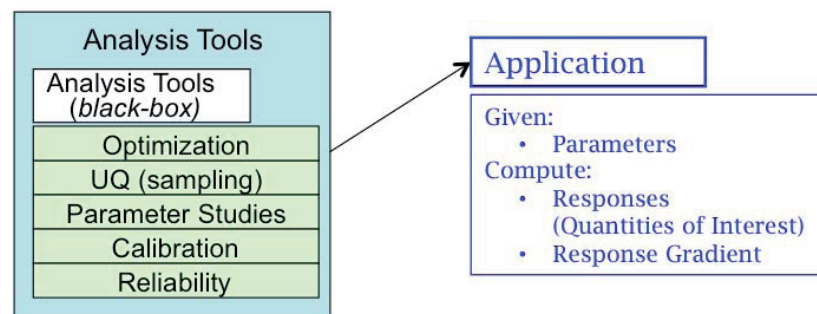 Analysis Tools
Analysis Tools
(black-box)
Optimization
UQ (sampling)
Parameter Studies
Calibration
Reliability
Application
Given:
• Parameters
Compute:
• Responses
(Quantities of Interest)
• Response Gradient